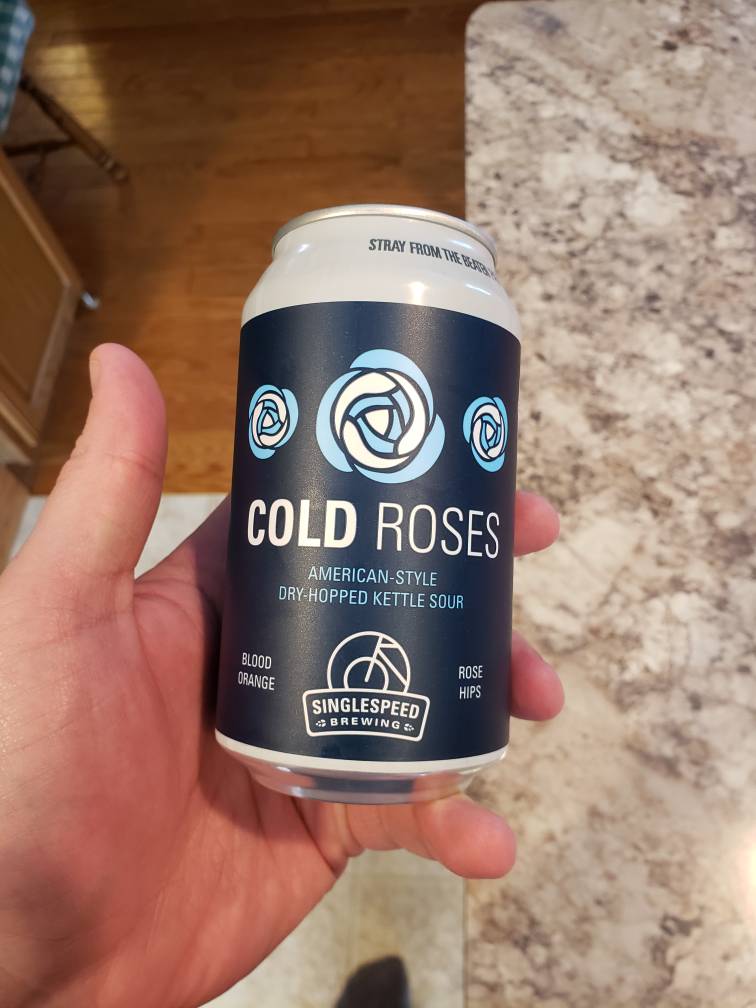 STRAY FROM THE BEATEN
COLD ROSES
AMERICAN-STYLE
DRY-HOPPED KETTLE SOUR
BLOOD
ORANGE
ROSE
HIPS
SINGLESPEED
BREWING